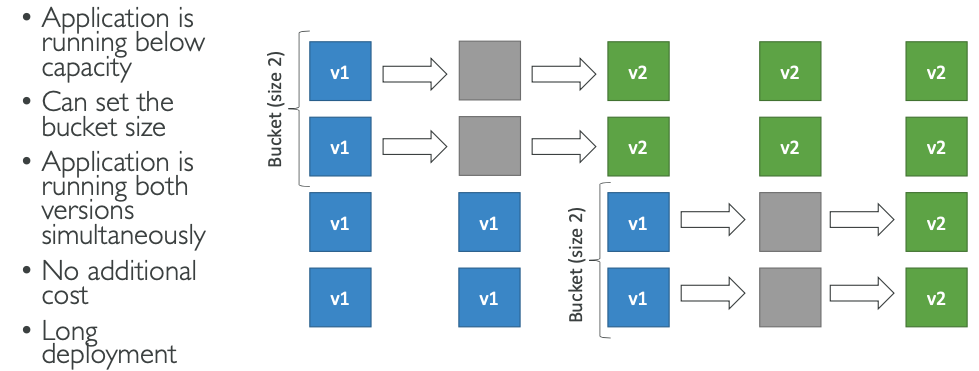 • Application is
running below
capacity
• Can set the
bucket size
• Application is
running both
versions
simultaneously
• No additional
cost
• Long
deployment
Bucket (size 2)
v1
v2
v2
v2
v1
v2
v2
v2
Bucket (size 2)
v1
v1
v1
v2
v1
v1
v1
v2